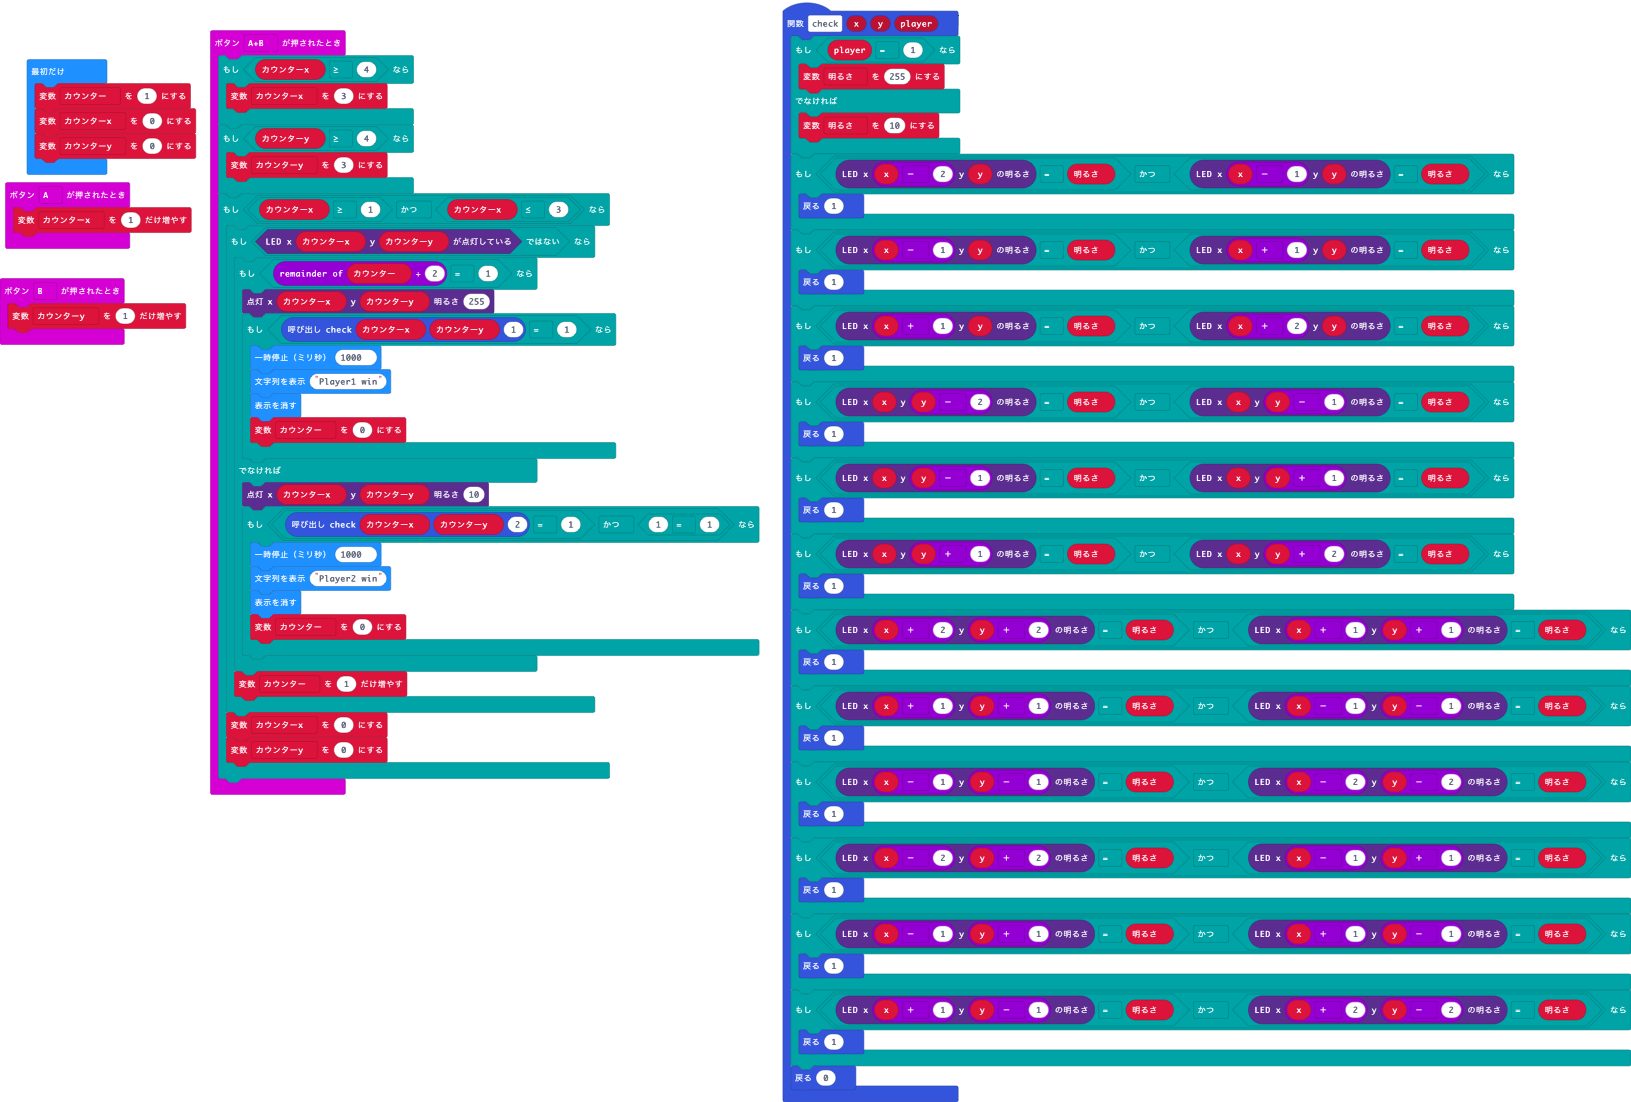 最初だけ
変数 カウンター を 1 にする
変数 カウンターx を 0 にする
変数 カウンターy を 0 にする
ボタン A が押されたとき
変数 カウンターx を 1 だけ増やす
ボタン B が押されたとき
変数 カウンターy を 1 だけ増やす
ボタン A+B が押されたとき
もし カウンターx ≥ 4 なら
変数 カウンターx を 3 にする
もし カウンターy ≥ 4 なら
変数 カウンターy を 3 にする
もし カウンターx ≥ 1 かつ カウンターx ≤ 3 なら
もし LED x カウンターx y カウンターy が点灯している ではない なら
もし remainder of カウンター ÷ 2 = 1 なら
点灯 x カウンターx y カウンターy 明るさ 255
もし 呼び出し check カウンターx カウンターy 1 = 1 なら
一時停止（ミリ秒） 1000
文字列を表示 "Player1 win"
表示を消す
変数 カウンター を 0 にする
でなければ
点灯 x カウンターx y カウンターy 明るさ 10
もし 呼び出し check カウンターx カウンターy 2 = 1 かつ 1 = 1 なら
一時停止（ミリ秒） 1000
文字列を表示 "Player2 win"
表示を消す
変数 カウンター を 0 にする
変数 カウンター を 1 だけ増やす
変数 カウンターx を 0 にする
変数 カウンターy を 0 にする
関数 check x y player
もし player = 1 なら
変数 明るさ を 255 にする
でなければ
変数 明るさ を 10 にする
もし LED x x - 2 y y の明るさ = 明るさ かつ LED x x - 1 y y の明るさ = 明るさ なら
戻る 1
もし LED x x - 1 y y の明るさ = 明るさ かつ LED x x + 1 y y の明るさ = 明るさ なら
戻る 1
もし LED x x + 1 y y の明るさ = 明るさ かつ LED x x + 2 y y の明るさ = 明るさ なら
戻る 1
もし LED x x y y - 2 の明るさ = 明るさ かつ LED x x y y - 1 の明るさ = 明るさ なら
戻る 1
もし LED x x y y - 1 の明るさ = 明るさ かつ LED x x y y + 1 の明るさ = 明るさ なら
戻る 1
もし LED x x y y + 1 の明るさ = 明るさ かつ LED x x y y + 2 の明るさ = 明るさ なら
戻る 1
もし LED x x + 2 y y + 2 の明るさ = 明るさ かつ LED x x + 1 y y + 1 の明るさ = 明るさ なら
戻る 1
もし LED x x + 1 y y + 1 の明るさ = 明るさ かつ LED x x - 1 y y - 1 の明るさ = 明るさ なら
戻る 1
もし LED x x - 1 y y - 1 の明るさ = 明るさ かつ LED x x - 2 y y - 2 の明るさ = 明るさ なら
戻る 1
もし LED x x - 2 y y + 2 の明るさ = 明るさ かつ LED x x - 1 y y + 1 の明るさ = 明るさ なら
戻る 1
もし LED x x - 1 y y + 1 の明るさ = 明るさ かつ LED x x + 1 y y - 1 の明るさ = 明るさ なら
戻る 1
もし LED x x + 1 y y - 1 の明るさ = 明るさ かつ LED x x + 2 y y - 2 の明るさ = 明るさ なら
戻る 1
戻る 0